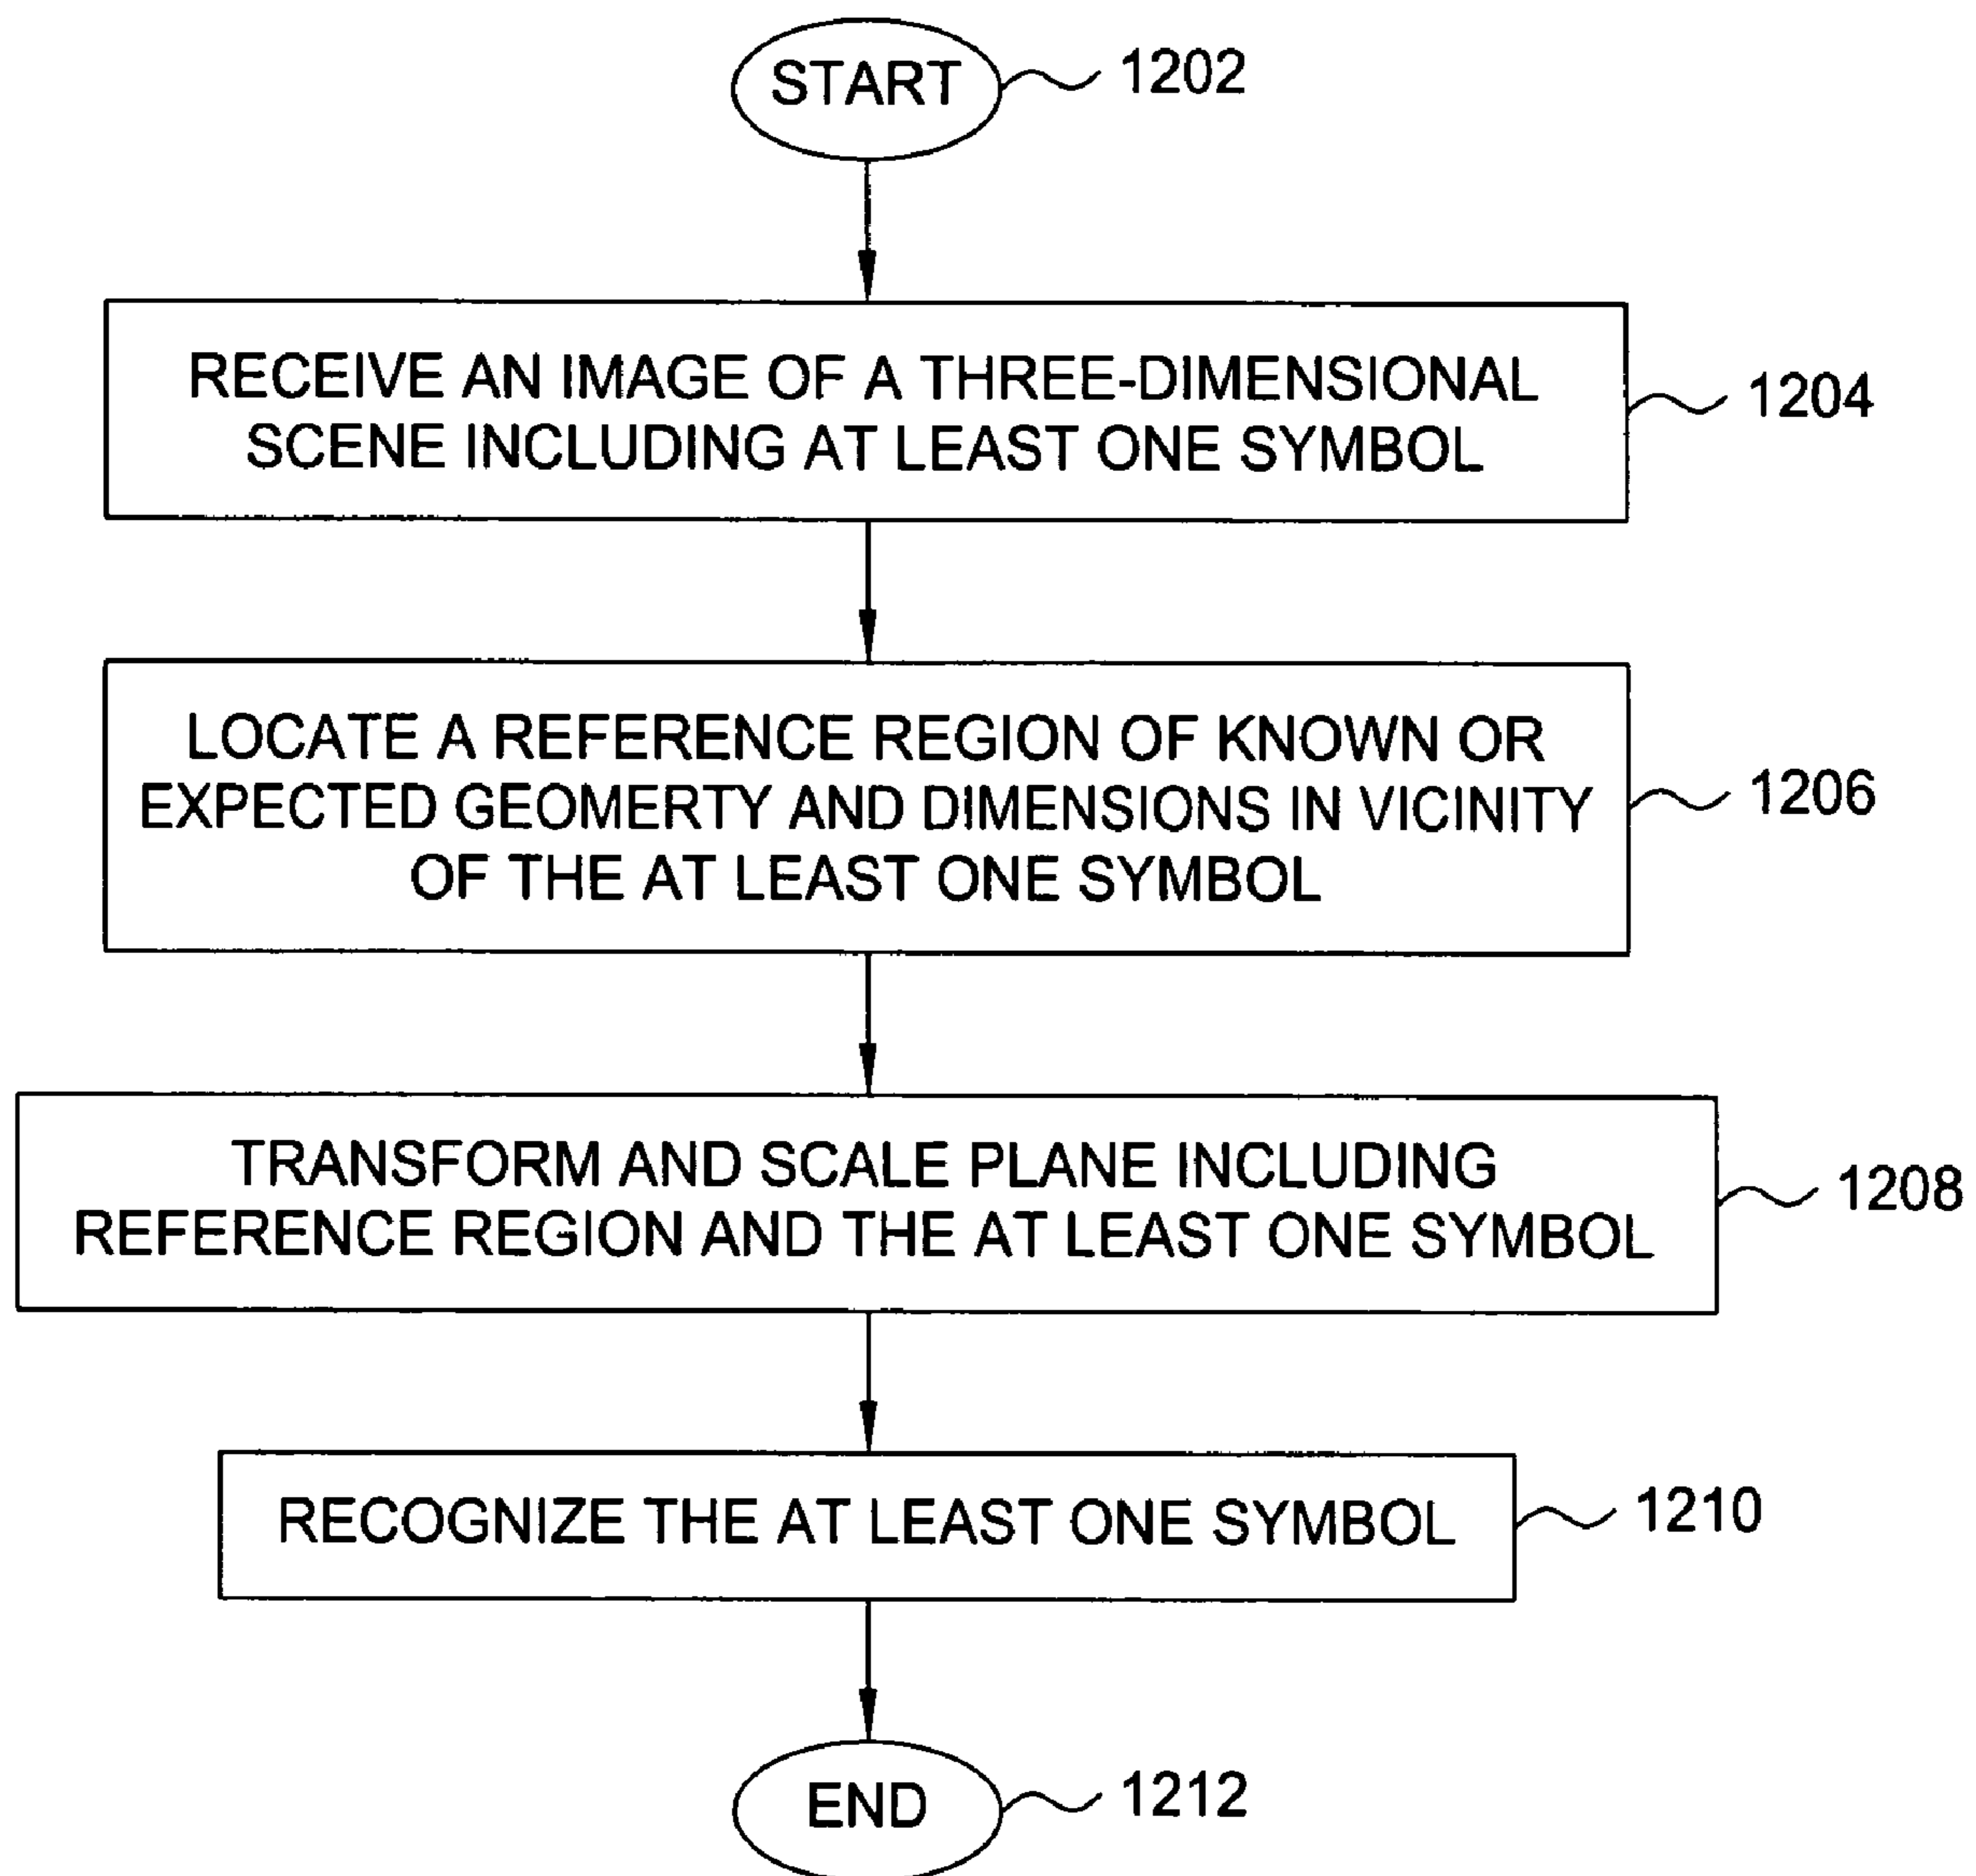 START
1202
RECEIVE AN IMAGE OF A THREE-DIMENSIONAL
SCENE INCLUDING AT LEAST ONE SYMBOL
1204
LOCATE A REFERENCE REGION OF KNOWN OR
EXPECTED GEOMERTY AND DIMENSIONS IN VICINITY
OF THE AT LEAST ONE SYMBOL
1206
TRANSFORM AND SCALE PLANE INCLUDING
REFERENCE REGION AND THE AT LEAST ONE SYMBOL
1208
RECOGNIZE THE AT LEAST ONE SYMBOL
1210
END
1212